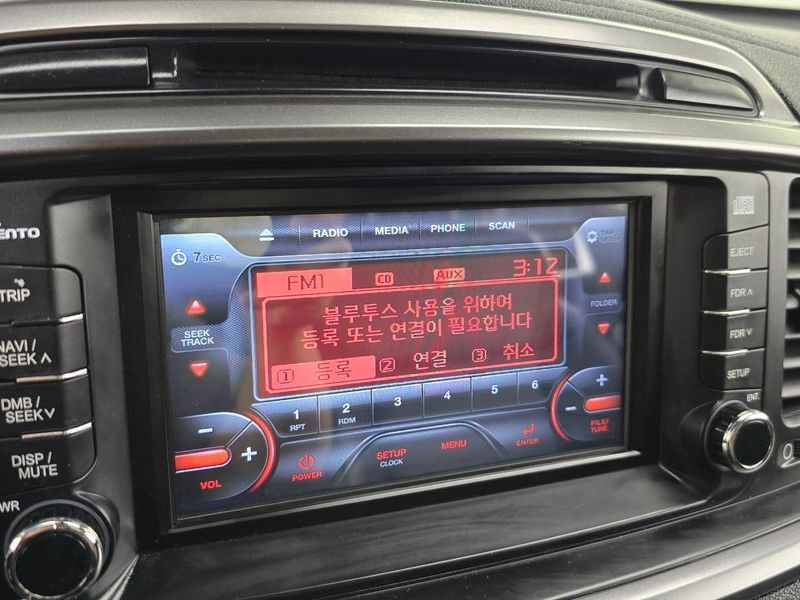 ENTO
TRIP
NAVI /
SEEK ∧
DMB /
SEEK ∨
DISP /
MUTE
PWR
RADIO MEDIA PHONE SCAN
7 SEC
SEEK
TRACK
VOL
FM1 CD AUX 3:12
블루투스 사용을 위하여
등록 또는 연결이 필요합니다
1 등록 2 연결 3 취소
1 2 3 4 5 6
RPT RDM
POWER
SETUP
CLOCK
MENU
ENTER
FOLDER
FILE/
TUNE
EJECT
FDR ∧
FDR ∨
SETUP
ENT.